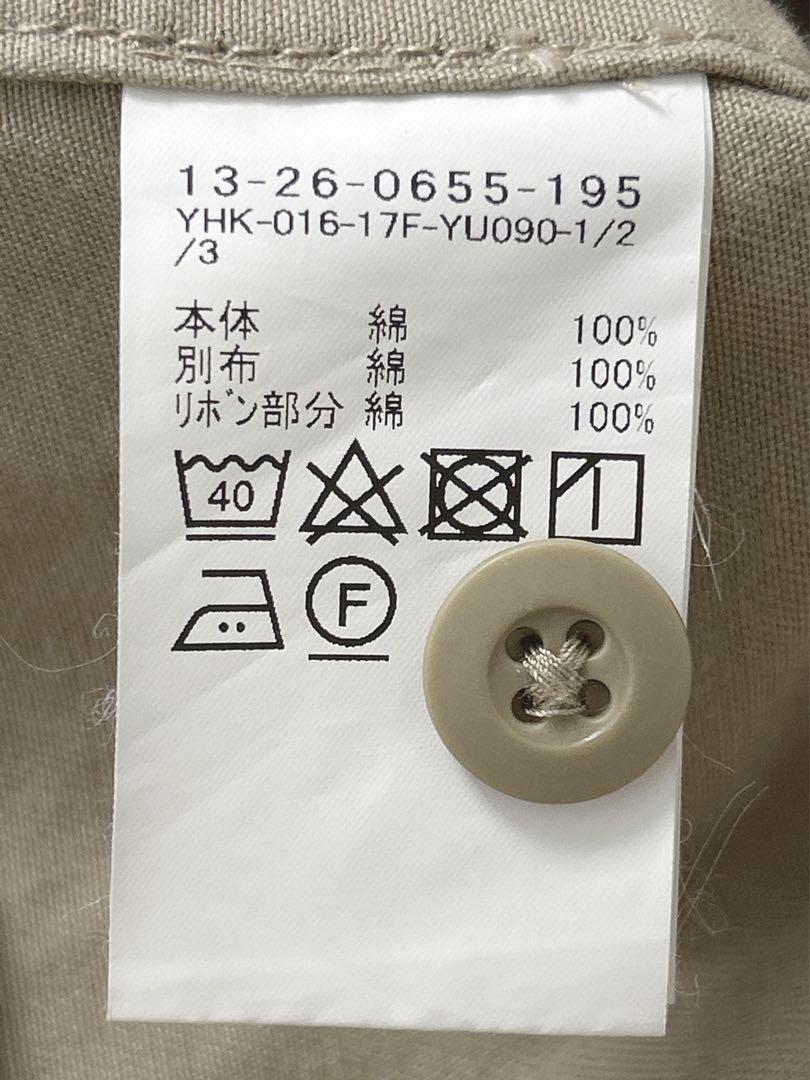 13-26-0655-195
YHK-016-17F-YU090-1/2
/3
本体 綿 100%
別布 綿 100%
リボン部分 綿 100%
40
F